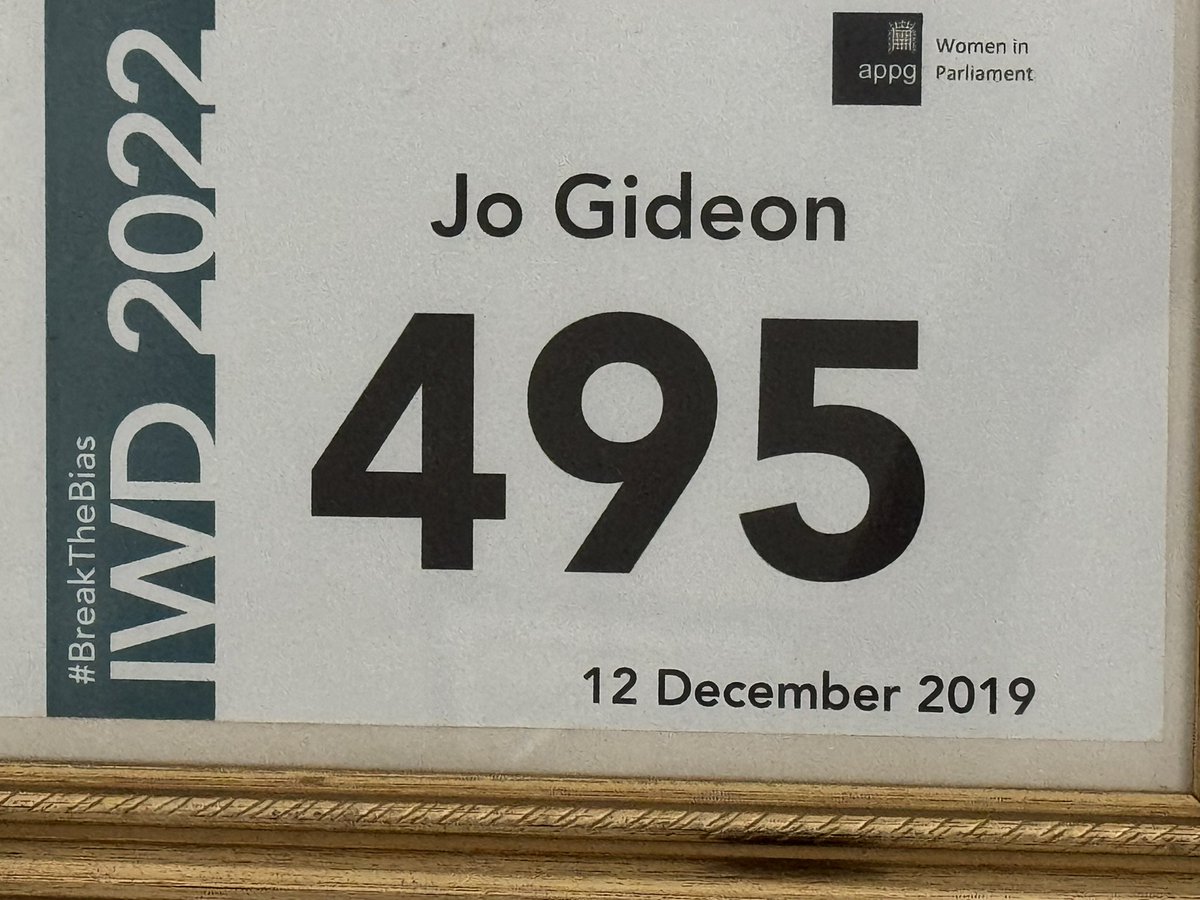 #BreakTheBias
IWD 2022
appg
Women in
Parliament
Jo Gideon
495
12 December 2019